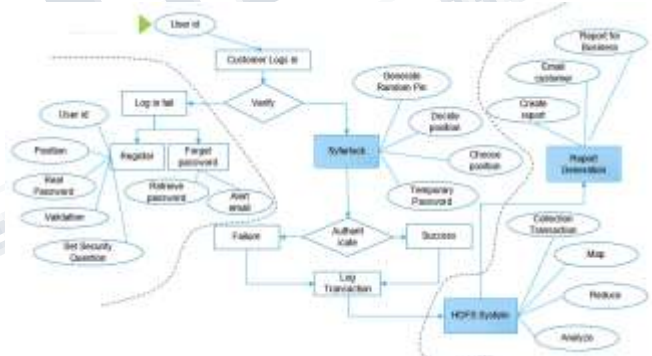 User id
Customer Logs in
Verify
Log in fail
User id
Position
Real
Password
Validation
Set Security
Question
Register
Forget
password
Retrieve
password
Alert
email
Generate
Random Pin
Decide
position
Choose
position
Temporary
Password
Authent
icate
Failure
Success
Log
Transaction
HDFS System
Report for
Business
Email
customer
Create
report
Report
Generation
Collection
Transaction
Map
Reduce
Analyze